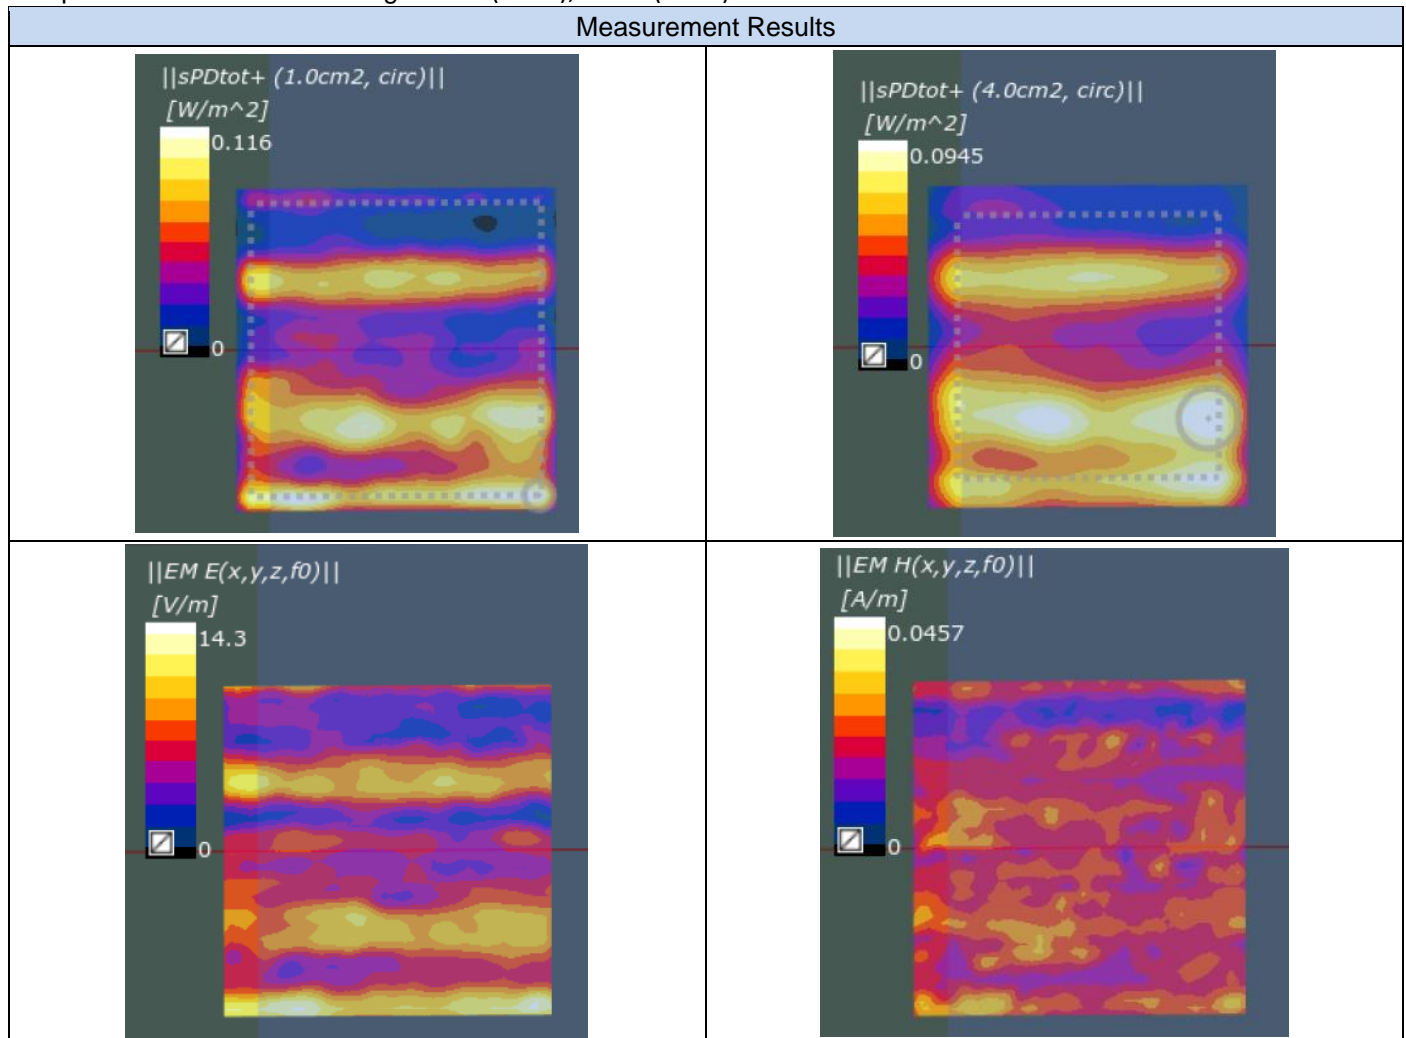 Measurement Results
||sPDtot+ (1.0cm2, circ)||
[W/m^2]
0.116
0
||sPDtot+ (4.0cm2, circ)||
[W/m^2]
0.0945
0
||EM E(x,y,z,f0)||
[V/m]
14.3
0
||EM H(x,y,z,f0)||
[A/m]
0.0457
0